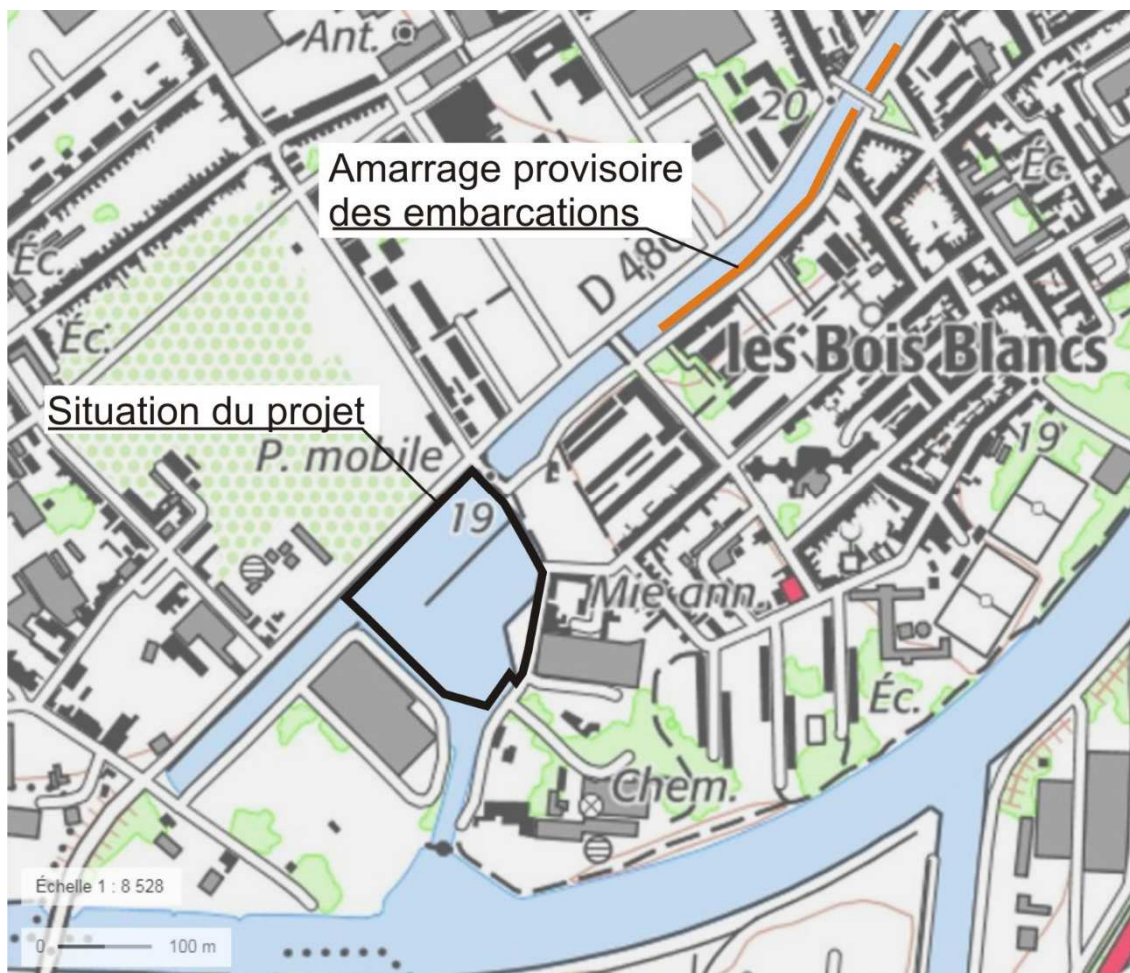 Ant.
20
Éc.
Amarrage provisoire
des embarcations
Éc.
D 48
Éc.
les Bois Blancs
Situation du projet
P. mobile
19
19
Mie ann.
Éc.
Chem.
Échelle 1 : 8 528
0 100 m